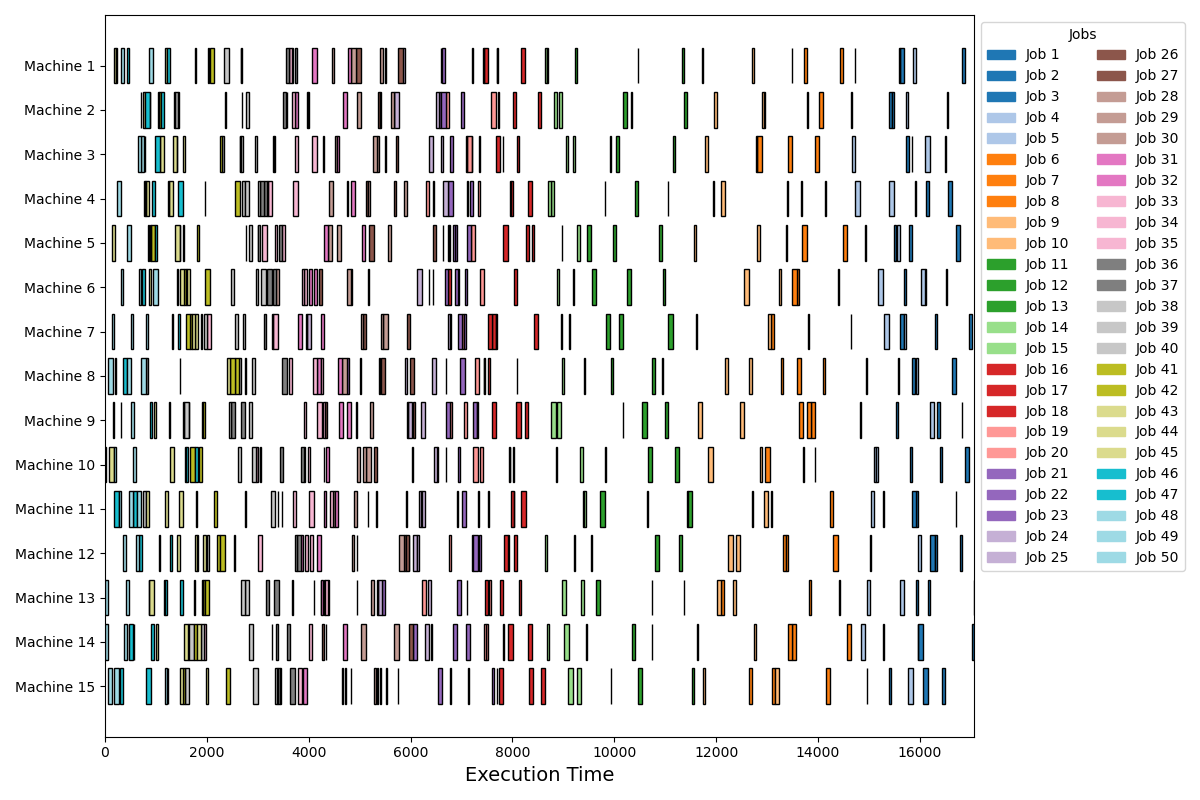 Machine 1
Machine 2
Machine 3
Machine 4
Machine 5
Machine 6
Machine 7
Machine 8
Machine 9
Machine 10
Machine 11
Machine 12
Machine 13
Machine 14
Machine 15
0 2000 4000 6000 8000 10000 12000 14000 16000
Execution Time
Jobs
Job 1 Job 26
Job 2 Job 27
Job 3 Job 28
Job 4 Job 29
Job 5 Job 30
Job 6 Job 31
Job 7 Job 32
Job 8 Job 33
Job 9 Job 34
Job 10 Job 35
Job 11 Job 36
Job 12 Job 37
Job 13 Job 38
Job 14 Job 39
Job 15 Job 40
Job 16 Job 41
Job 17 Job 42
Job 18 Job 43
Job 19 Job 44
Job 20 Job 45
Job 21 Job 46
Job 22 Job 47
Job 23 Job 48
Job 24 Job 49
Job 25 Job 50